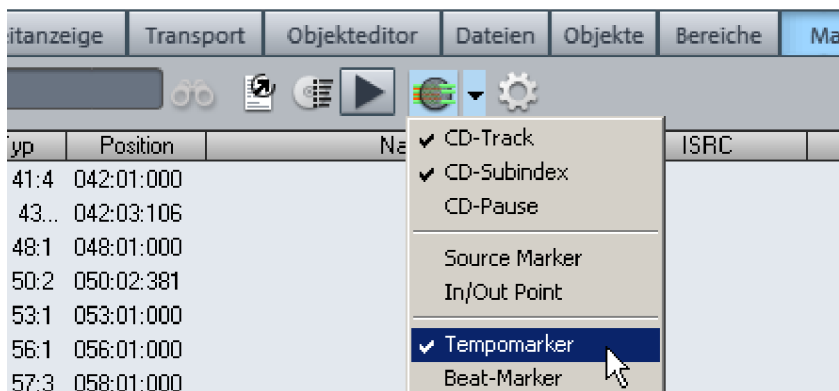 eitanzeige Transport Objekteditor Dateien Objekte Bereiche Ma
Typ Position Na ISRC
41:4 042:01:000
43... 042:03:106
48:1 048:01:000
50:2 050:02:381
53:1 053:01:000
56:1 056:01:000
57:3 058:01:000
CD-Track
CD-Subindex
CD-Pause
Source Marker
In/Out Point
Tempomarker
Beat-Marker